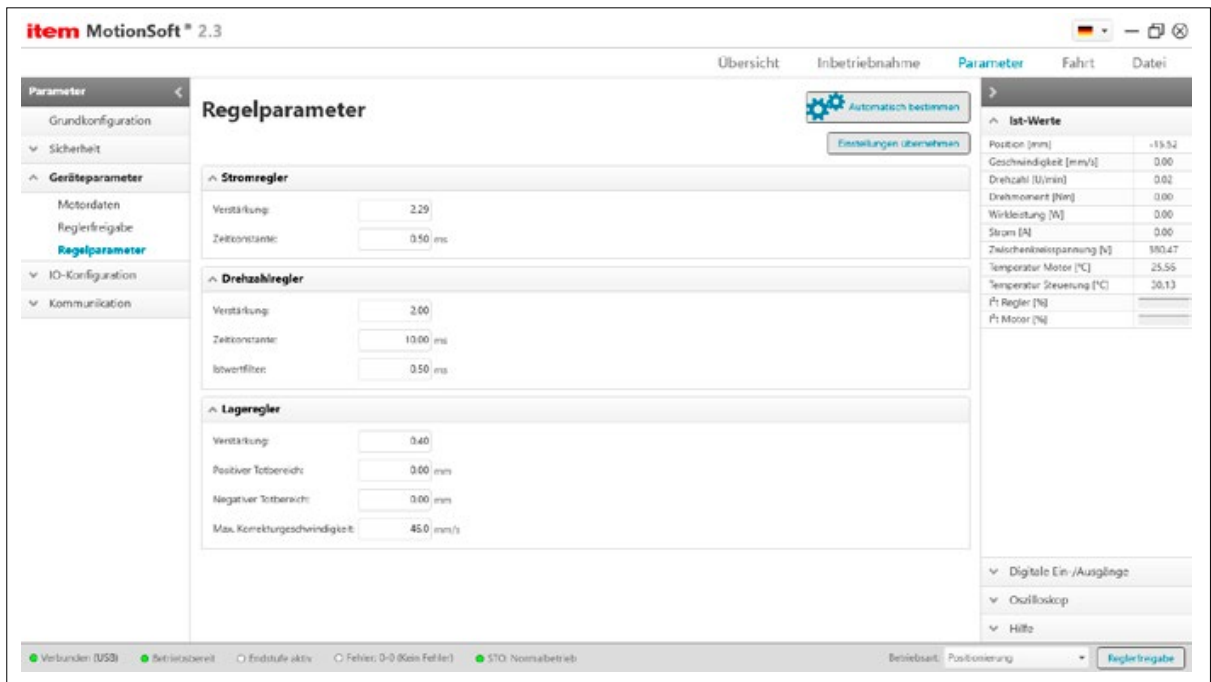 item MotionSoft® 2.3
Übersicht Inbetriebnahme Parameter Fahrt Datei
Parameter
Grundkonfiguration
Sicherheit
Geräteparameter
Motordaten
Reglerfreigabe
Regelparameter
IO-Konfiguration
Kommunikation
Regelparameter
Automatisch bestimmen
Einstellungen übernehmen
Stromregler
Verstärkung: 2.29
Zeitkonstante: 0.50 ms
Drehzahlregler
Verstärkung: 2.00
Zeitkonstante: 10.00 ms
Istwertfilter: 0.50 ms
Lageregler
Verstärkung: 0.40
Positiver Totbereich: 0.00 mm
Negativer Totbereich: 0.00 mm
Max. Korrekturgeschwindigkeit: 45.0 mm/s
Ist-Werte
Position [mm] -15.52
Geschwindigkeit [mm/s] 0.00
Drehzahl [U/min] 0.02
Drehmoment [Nm] 0.00
Wirkleistung [W] 0.00
Strom [A] 0.00
Zwischenkreisspannung [V] 580.47
Temperatur Motor [°C] 25.55
Temperatur Steuerung [°C] 30.13
I²t Regler [%]
I²t Motor [%]
Digitale Ein-/Ausgänge
Oszilloskop
Hilfe
Verbunden (USB) Betriebsbereit Endstufe aktiv Fehler: 0-0 (Kein Fehler) STO: Normalbetrieb Betriebsart: Positionierung Reglerfreigabe